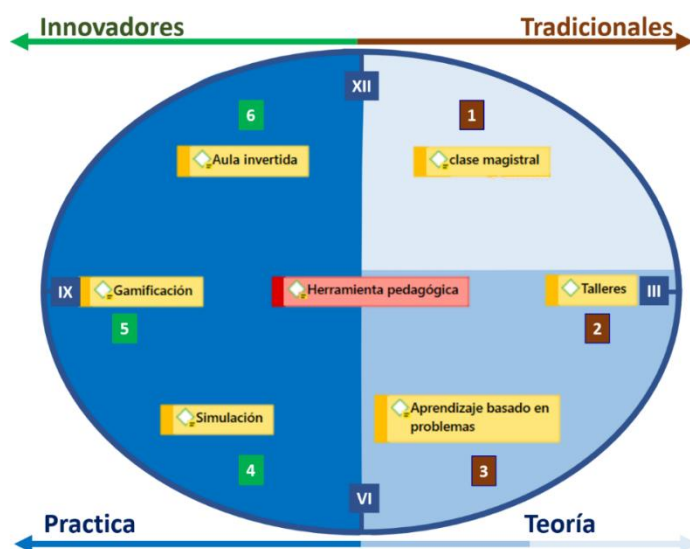 Innovadores
Tradicionales
XII
6
1
Aula invertida
clase magistral
IX
Gamificación
Herramienta pedagógica
Talleres
III
5
2
Simulación
Aprendizaje basado en
problemas
4
3
VI
Practica
Teoría